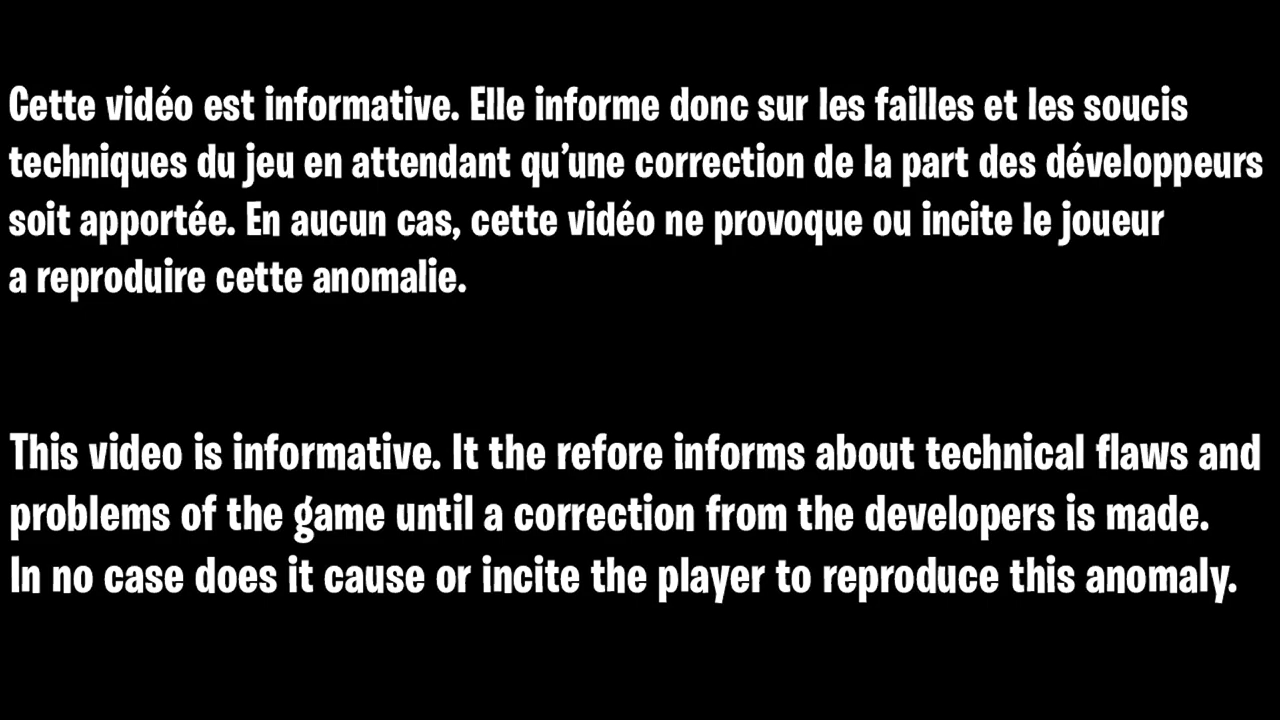 Cette vidéo est informative. Elle informe donc sur les failles et les soucis
techniques du jeu en attendant qu’une correction de la part des développeurs
soit apportée. En aucun cas, cette vidéo ne provoque ou incite le joueur
a reproduire cette anomalie.
This video is informative. It the refore informs about technical flaws and
problems of the game until a correction from the developers is made.
In no case does it cause or incite the player to reproduce this anomaly.